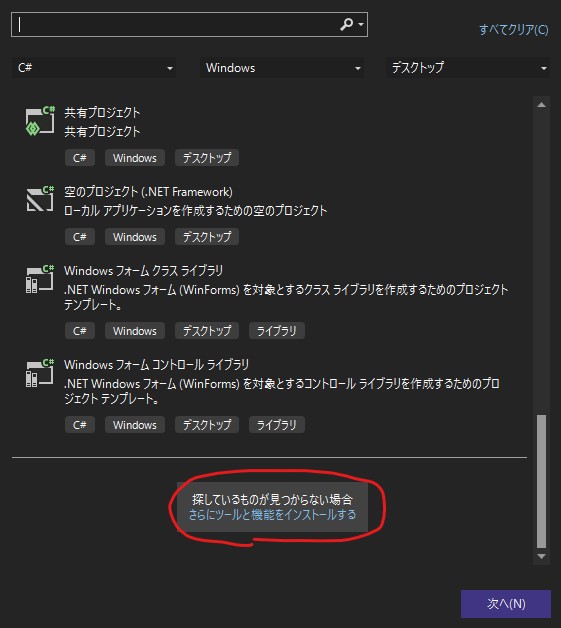 すべてクリア(C)
C#
Windows
デスクトップ
C#
共有プロジェクト
共有プロジェクト
C#
Windows
デスクトップ
C#
空のプロジェクト (.NET Framework)
ローカル アプリケーションを作成するための空のプロジェクト
C#
Windows
デスクトップ
C#
Windows フォーム クラス ライブラリ
.NET Windows フォーム (WinForms) を対象とするクラス ライブラリを作成するためのプロジェクト
テンプレート。
C#
Windows
デスクトップ
ライブラリ
C#
Windows フォーム コントロール ライブラリ
.NET Windows フォーム (WinForms) を対象とするコントロール ライブラリを作成するためのプロ
ジェクト テンプレート。
C#
Windows
デスクトップ
ライブラリ
探しているものが見つからない場合
さらにツールと機能をインストールする
次へ(N)